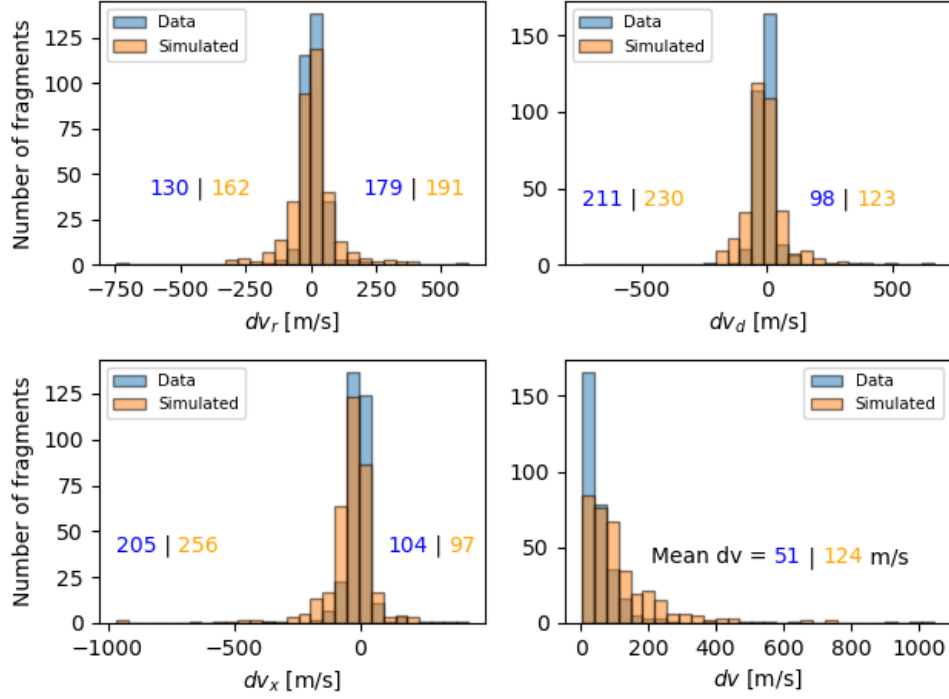 Number of fragments
125
100
75
50
25
0
Data
Simulated
130 | 162
179 | 191
−750
−500
−250
0
250
500
dv_r [m/s]
150
100
50
0
Data
Simulated
211 | 230
98 | 123
−500
0
500
dv_d [m/s]
Number of fragments
125
100
75
50
25
0
Data
Simulated
205 | 256
104 | 97
−1000
−500
0
dv_x [m/s]
150
100
50
0
Data
Simulated
Mean dv = 51 | 124 m/s
0
200
400
600
800
1000
dv [m/s]